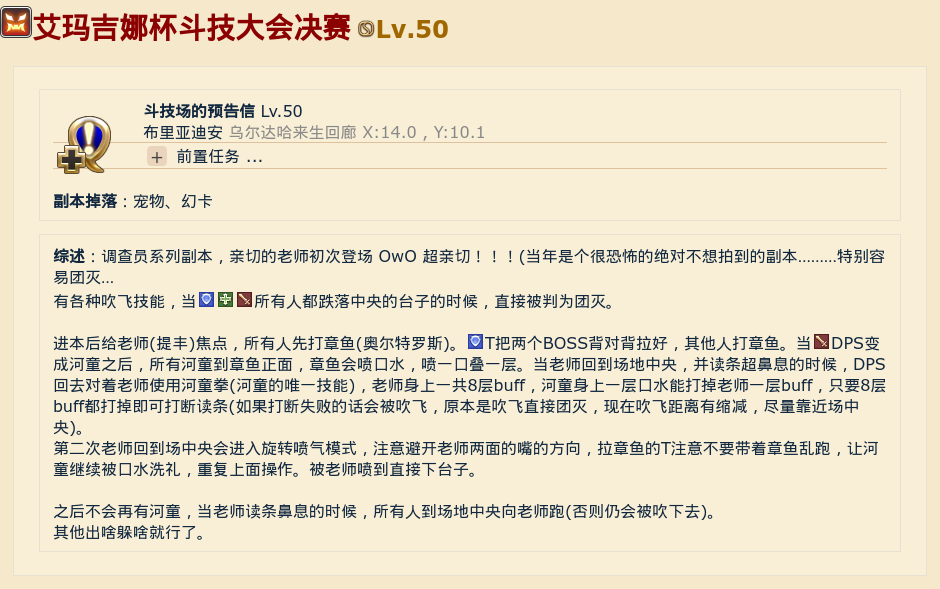 艾玛吉娜杯斗技大会决赛 Lv.50
斗技场的预告信 Lv.50
布里亚迪安 乌尔达哈来生回廊 X:14.0，Y:10.1
+ 前置任务 ...
副本掉落：宠物、幻卡
综述：调查员系列副本，亲切的老师初次登场 OwO 超亲切！！！(当年是个很恐怖的绝对不想拍到的副本.........特别容
易团灭...
有各种吹飞技能，当所有人都跌落中央的台子的时候，直接被判为团灭。
进本后给老师(提丰)焦点，所有人先打章鱼(奥尔特罗斯)。T把两个BOSS背对背拉好，其他人打章鱼。当DPS变
成河童之后，所有河童到章鱼正面，章鱼会喷口水，喷一口叠一层。当老师回到场地中央，并读条超鼻息的时候，DPS
回去对着老师使用河童拳(河童的唯一技能)，老师身上一共8层buff，河童身上一层口水能打掉老师一层buff，只要8层
buff都打掉即可打断读条(如果打断失败的话会被吹飞，原本是吹飞直接团灭，现在吹飞距离有缩减，尽量靠近场中
央)。
第二次老师回到场中央会进入旋转喷气模式，注意避开老师两面的嘴的方向，拉章鱼的T注意不要带着章鱼乱跑，让河
童继续被口水洗礼，重复上面操作。被老师喷到直接下台子。
之后不会再有河童，当老师读条鼻息的时候，所有人到场地中央向老师跑(否则仍会被吹下去)。
其他出啥躲啥就行了。